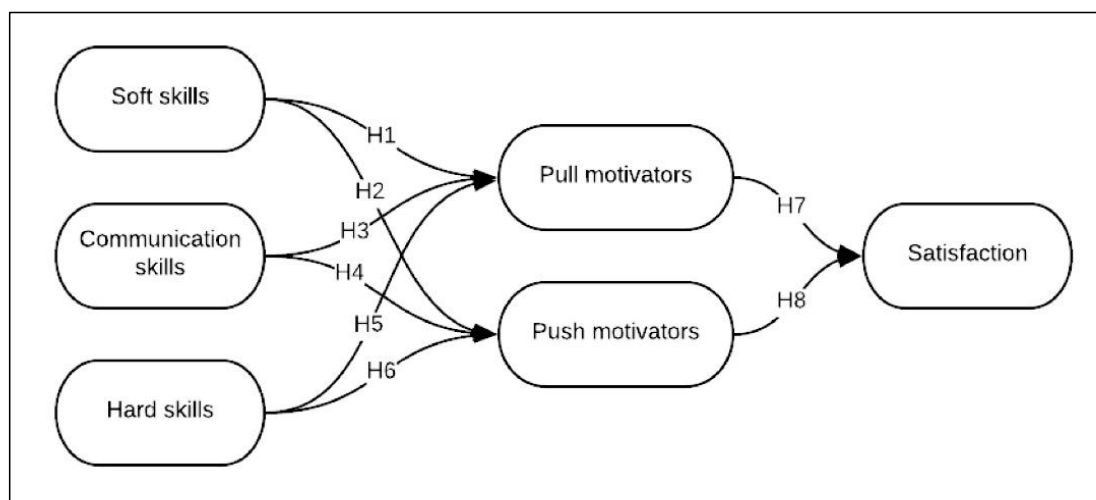 Soft skills
H1
Pull motivators
H2
H7
Communication
skills
H3
Satisfaction
H4
H8
H5
Push motivators
H6
Hard skills